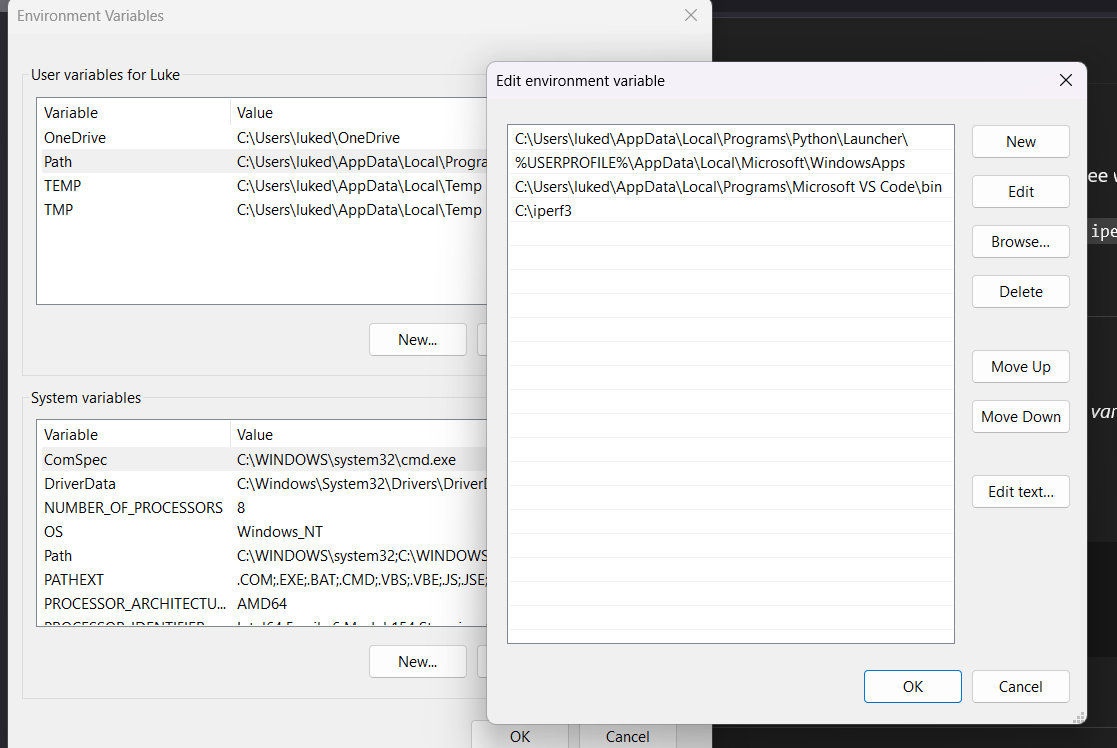 Environment Variables
User variables for Luke
Variable Value
OneDrive C:\Users\luked\OneDrive
Path C:\Users\luked\AppData\Local\Progra
TEMP C:\Users\luked\AppData\Local\Temp
TMP C:\Users\luked\AppData\Local\Temp
New...
System variables
Variable Value
ComSpec C:\WINDOWS\system32\cmd.exe
DriverData C:\Windows\System32\Drivers\DriverD
NUMBER_OF_PROCESSORS 8
OS Windows_NT
Path C:\WINDOWS\system32;C:\WINDOWS
PATHEXT .COM;.EXE;.BAT;.CMD;.VBS;.VBE;.JS;.JSE;
PROCESSOR_ARCHITECTU... AMD64
New...
OK Cancel
Edit environment variable
C:\Users\luked\AppData\Local\Programs\Python\Launcher\
%USERPROFILE%\AppData\Local\Microsoft\WindowsApps
C:\Users\luked\AppData\Local\Programs\Microsoft VS Code\bin
C:\iperf3
New
Edit
Browse...
Delete
Move Up
Move Down
Edit text...
OK Cancel
ipe
var